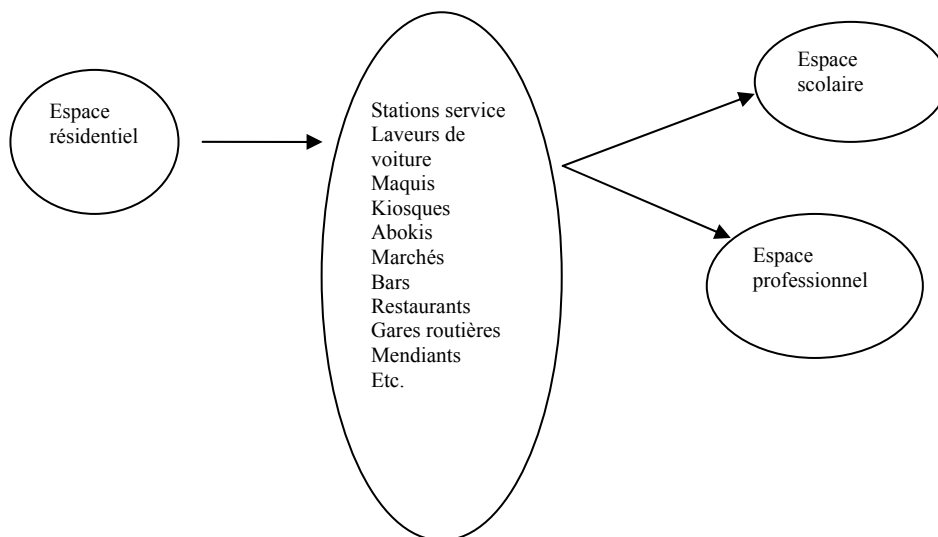 Espace
résidentiel
Stations service
Laveurs de
voiture
Maquis
Kiosques
Abokis
Marchés
Bars
Restaurants
Gares routières
Mendiants
Etc.
Espace
scolaire
Espace
professionnel